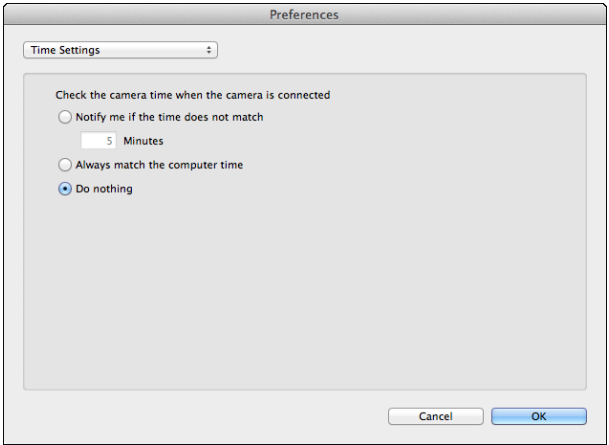 Preferences
Time Settings
Check the camera time when the camera is connected
Notify me if the time does not match
5 Minutes
Always match the computer time
Do nothing
Cancel OK